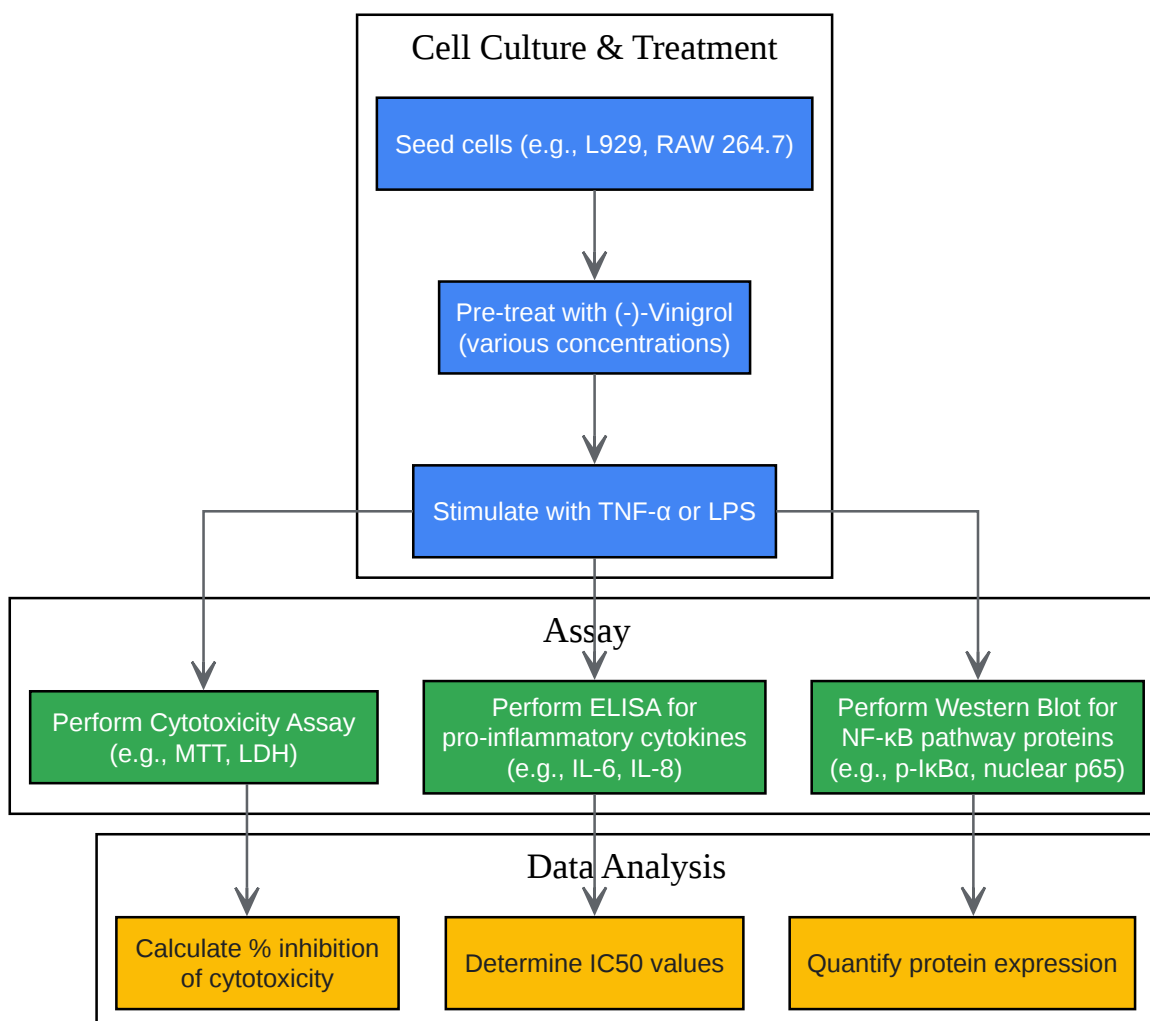 Cell Culture & Treatment
Seed cells (e.g., L929, RAW 264.7)
Pre-treat with (-)-Vinigrol
(various concentrations)
Stimulate with TNF-α or LPS
Assay
Perform Cytotoxicity Assay
(e.g., MTT, LDH)
Perform ELISA for
pro-inflammatory cytokines
(e.g., IL-6, IL-8)
Perform Western Blot for
NF-κB pathway proteins
(e.g., p-IκBα, nuclear p65)
Data Analysis
Calculate % inhibition
of cytotoxicity
Determine IC50 values
Quantify protein expression